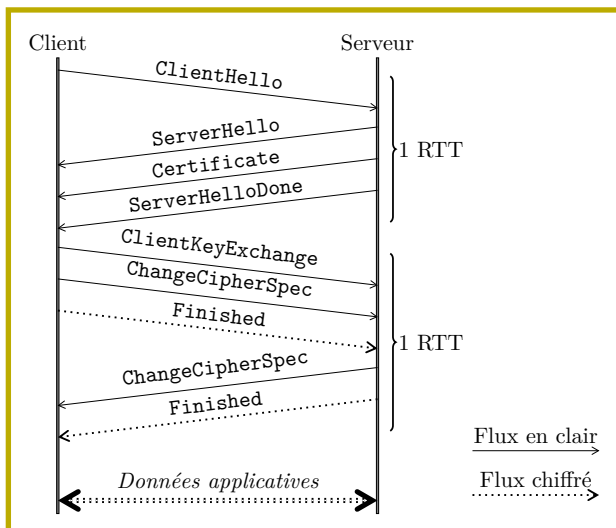 Client
Serveur
ClientHello
ServerHello
Certificate
ServerHelloDone
1 RTT
ClientKeyExchange
ChangeCipherSpec
Finished
ChangeCipherSpec
Finished
1 RTT
Flux en clair
Flux chiffré
Données applicatives